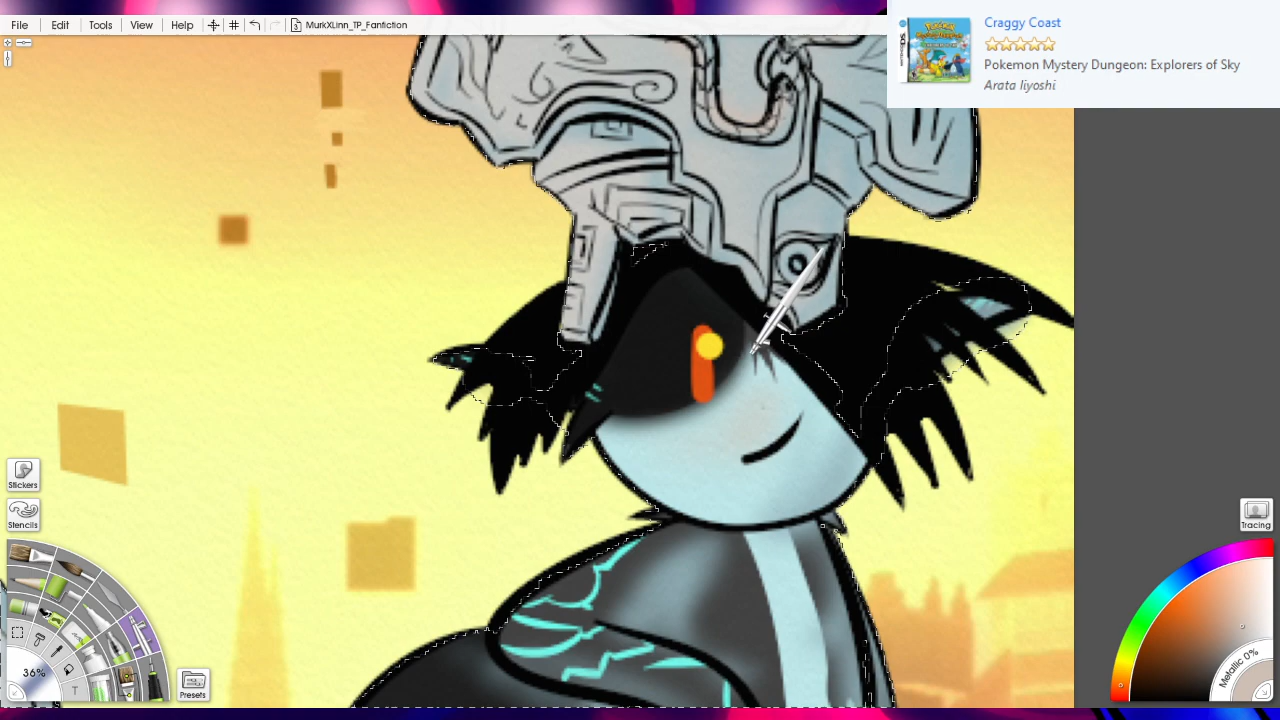 File Edit Tools View Help MurkXLinn_TP_Fanfiction
Craggy Coast
Pokemon Mystery Dungeon: Explorers of Sky
Arata Iiyoshi
Stickers
Stencils
Tracing
36%
T
Presets
Metallic 0%